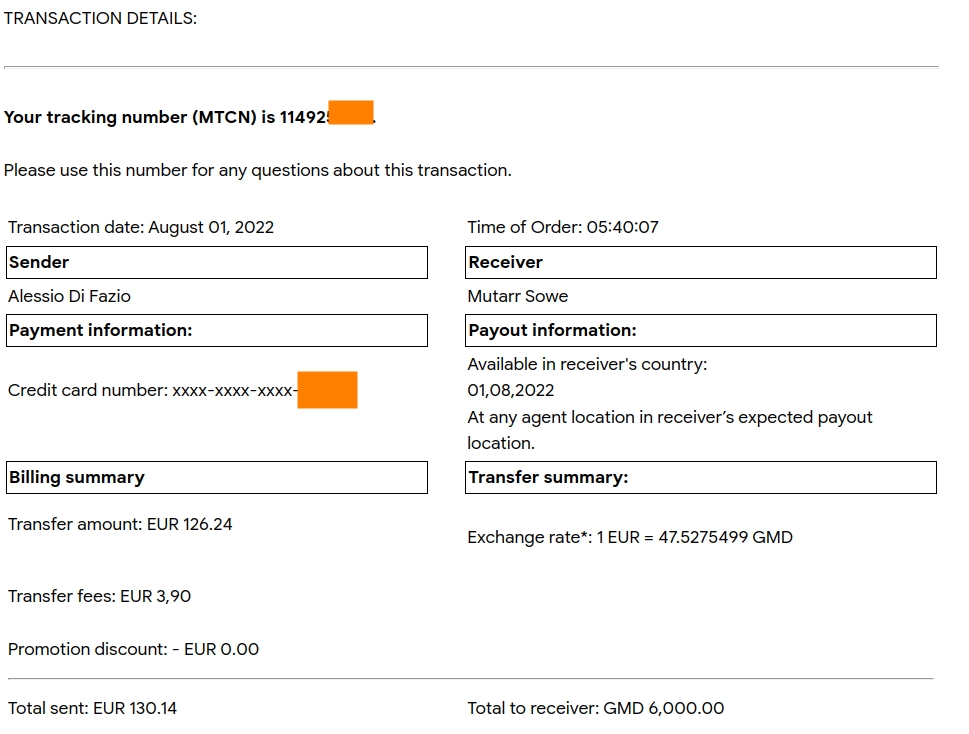 TRANSACTION DETAILS:
Your tracking number (MTCN) is 11492
Please use this number for any questions about this transaction.
Transaction date: August 01, 2022
Time of Order: 05:40:07
Sender
Receiver
Alessio Di Fazio
Mutarr Sowe
Payment information:
Payout information:
Credit card number: xxxx-xxxx-xxxx-
Available in receiver's country:
01,08,2022
At any agent location in receiver’s expected payout
location.
Billing summary
Transfer summary:
Transfer amount: EUR 126.24
Exchange rate*: 1 EUR = 47.5275499 GMD
Transfer fees: EUR 3,90
Promotion discount: - EUR 0.00
Total sent: EUR 130.14
Total to receiver: GMD 6,000.00